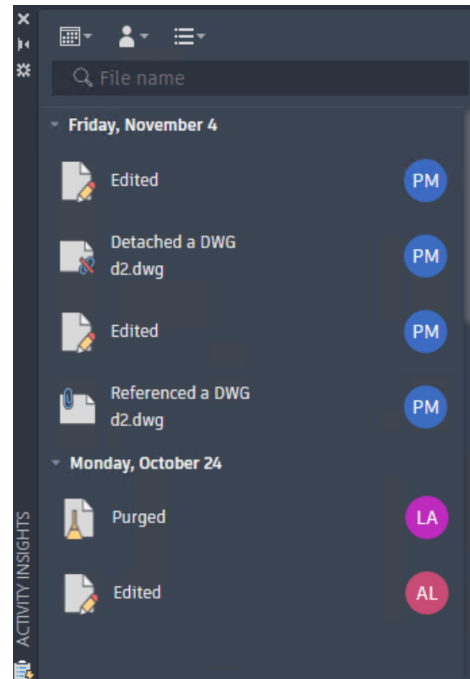 File name
Friday, November 4
Edited
PM
Detached a DWG
d2.dwg
PM
Edited
PM
Referenced a DWG
d2.dwg
PM
Monday, October 24
Purged
LA
Edited
AL
ACTIVITY INSIGHTS